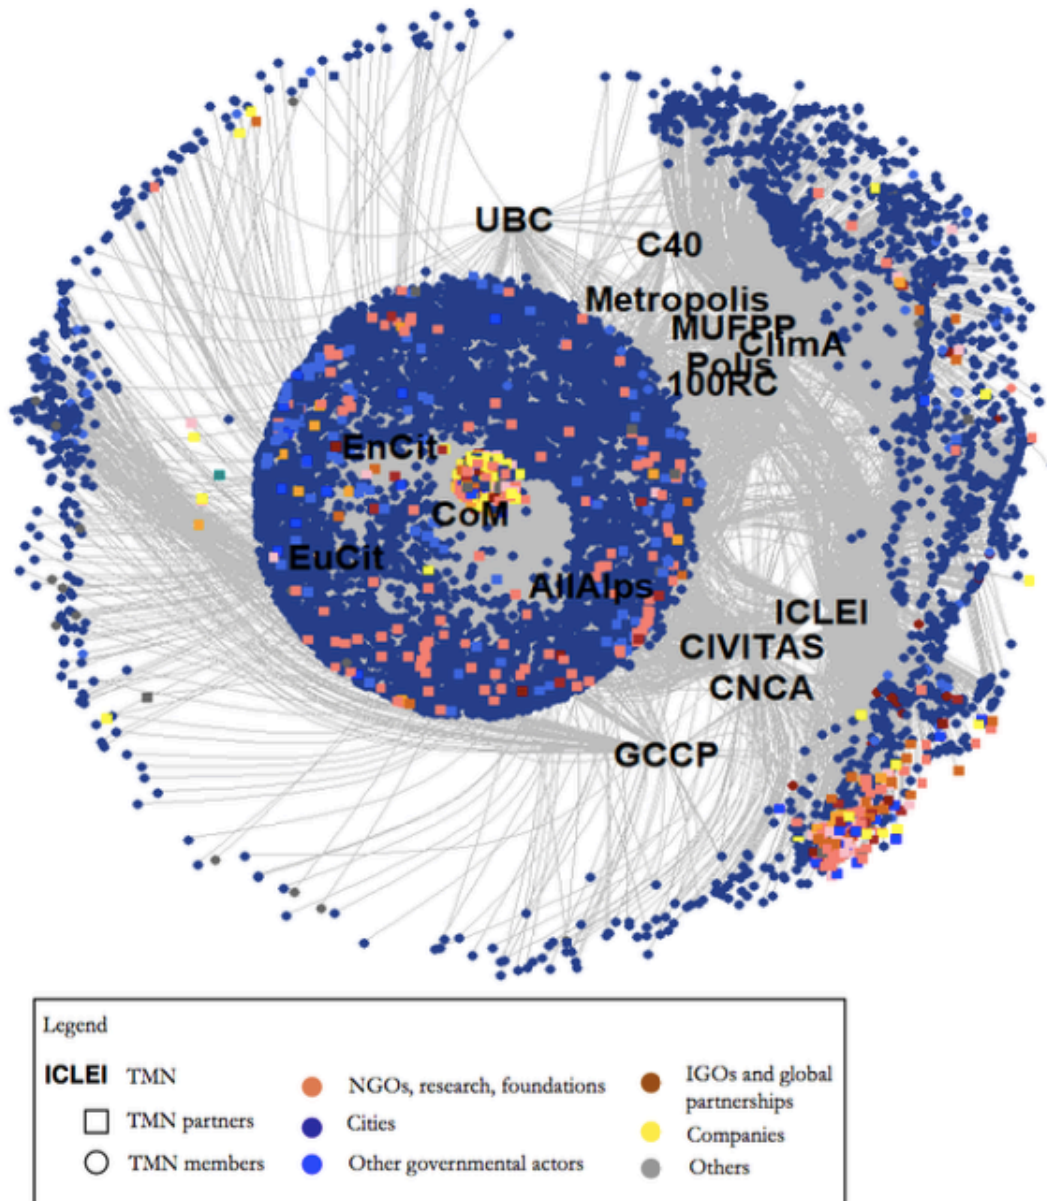 UBC
C40
Metropolis
MUFPP
ClimA
Polis
100RC
EnCit
CoM
EuCit
AllAlps
ICLEI
CIVITAS
CNCA
GCCP
Legend
ICLEI TMN
TMN partners
TMN members
NGOs, research, foundations
Cities
Other governmental actors
IGOs and global
partnerships
Companies
Others